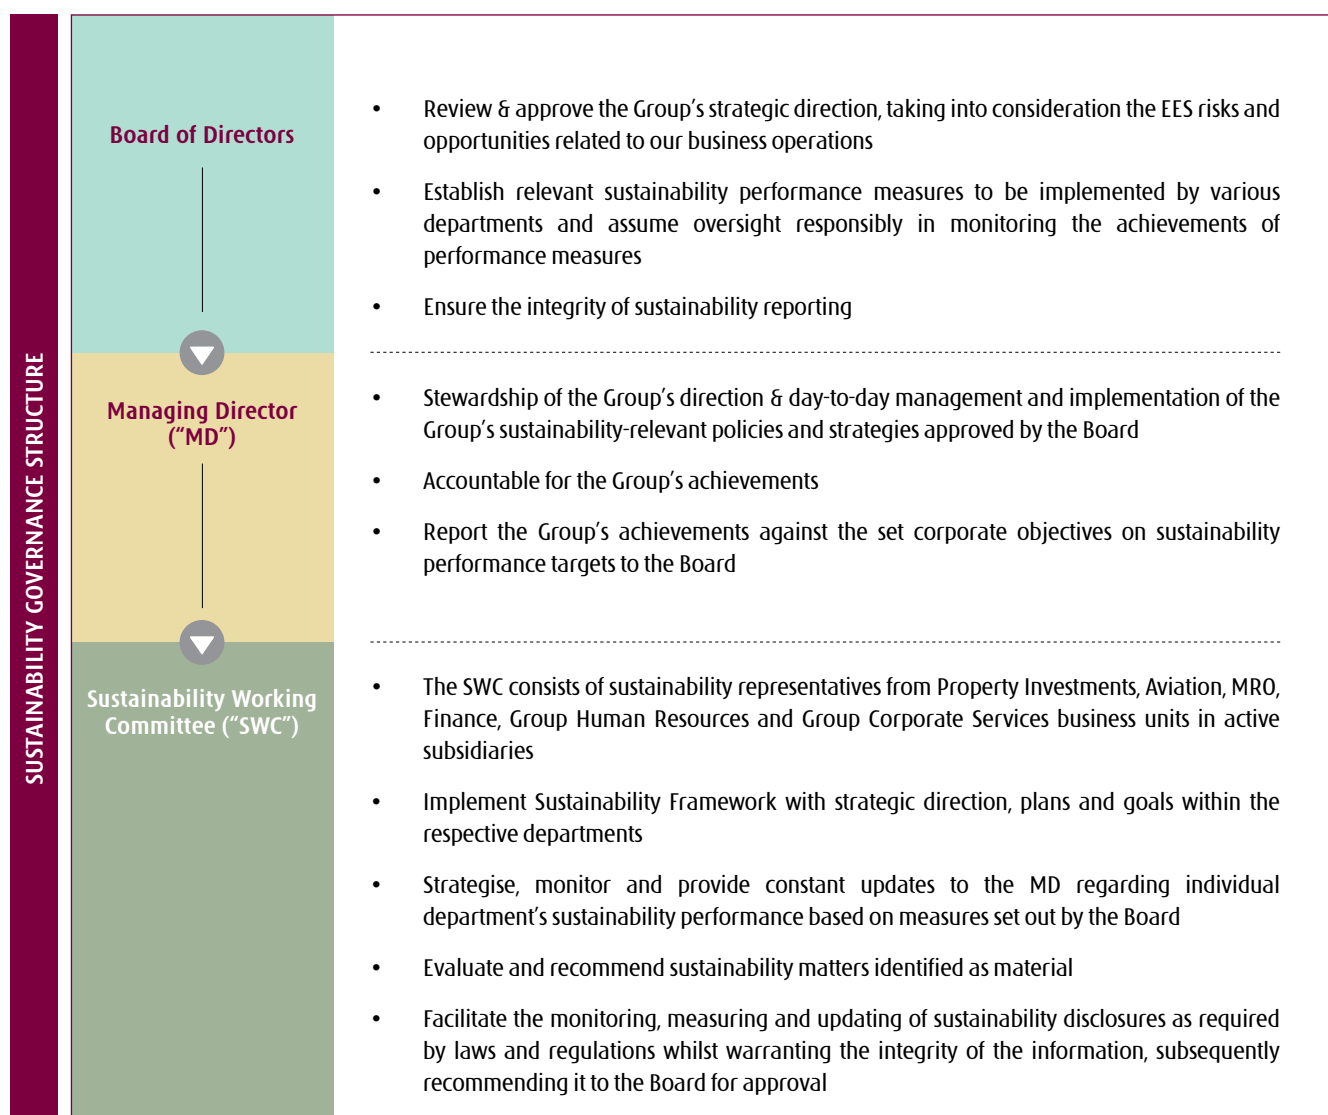 SUSTAINABILITY GOVERNANCE STRUCTURE
Board of Directors
• Review & approve the Group’s strategic direction, taking into consideration the EES risks and
opportunities related to our business operations
• Establish relevant sustainability performance measures to be implemented by various
departments and assume oversight responsibly in monitoring the achievements of
performance measures
• Ensure the integrity of sustainability reporting
Managing Director
(“MD”)
• Stewardship of the Group’s direction & day-to-day management and implementation of the
Group’s sustainability-relevant policies and strategies approved by the Board
• Accountable for the Group’s achievements
• Report the Group’s achievements against the set corporate objectives on sustainability
performance targets to the Board
Sustainability Working
Committee (“SWC”)
• The SWC consists of sustainability representatives from Property Investments, Aviation, MRO,
Finance, Group Human Resources and Group Corporate Services business units in active
subsidiaries
• Implement Sustainability Framework with strategic direction, plans and goals within the
respective departments
• Strategise, monitor and provide constant updates to the MD regarding individual
department’s sustainability performance based on measures set out by the Board
• Evaluate and recommend sustainability matters identified as material
• Facilitate the monitoring, measuring and updating of sustainability disclosures as required
by laws and regulations whilst warranting the integrity of the information, subsequently
recommending it to the Board for approval